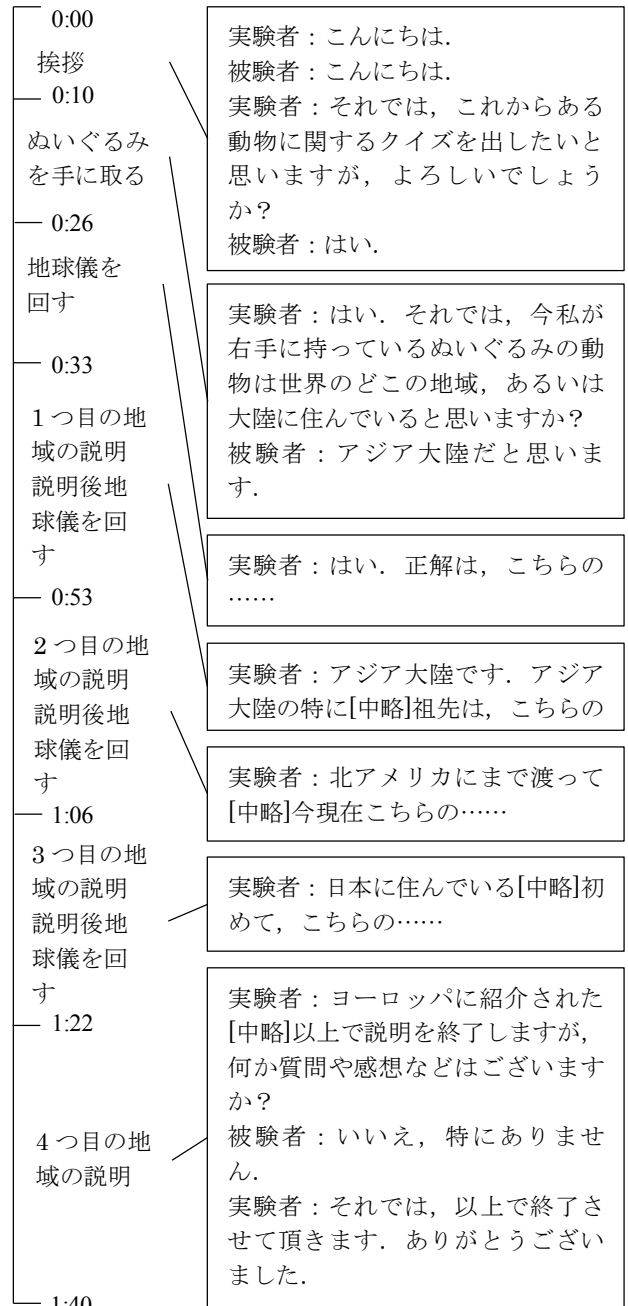 0:00
挨拶
0:10
ぬいぐるみ
を手に取る
0:26
地球儀を
回す
0:33
1つ目の地
域の説明
説明後地
球儀を回
す
0:53
2つ目の地
域の説明
説明後地
球儀を回
す
1:06
3つ目の地
域の説明
説明後地
球儀を回
す
1:22
4つ目の地
域の説明
1:40
実験者:こんにちは.
被験者:こんにちは.
実験者:それでは,これからある
動物に関するクイズを出したいと
思いますが,よろしいでしょう
か?
被験者:はい.
実験者:はい.それでは,今私が
右手に持っているぬいぐるみの動
物は世界のどこの地域,あるいは
大陸に住んでいると思いますか?
被験者:アジア大陸だと思いま
す.
実験者:はい.正解は,こちらの
……
実験者:アジア大陸です.アジア
大陸の特に[中略]祖先は,こちらの
実験者:北アメリカにまで渡って
[中略]今現在こちらの……
実験者:日本に住んでいる[中略]初
めて,こちらの……
実験者:ヨーロッパに紹介された
[中略]以上で説明を終了しますが,
何か質問や感想などはございます
か?
被験者:いいえ,特にありませ
ん.
実験者:それでは,以上で終了さ
せて頂きます.ありがとうござい
ました.